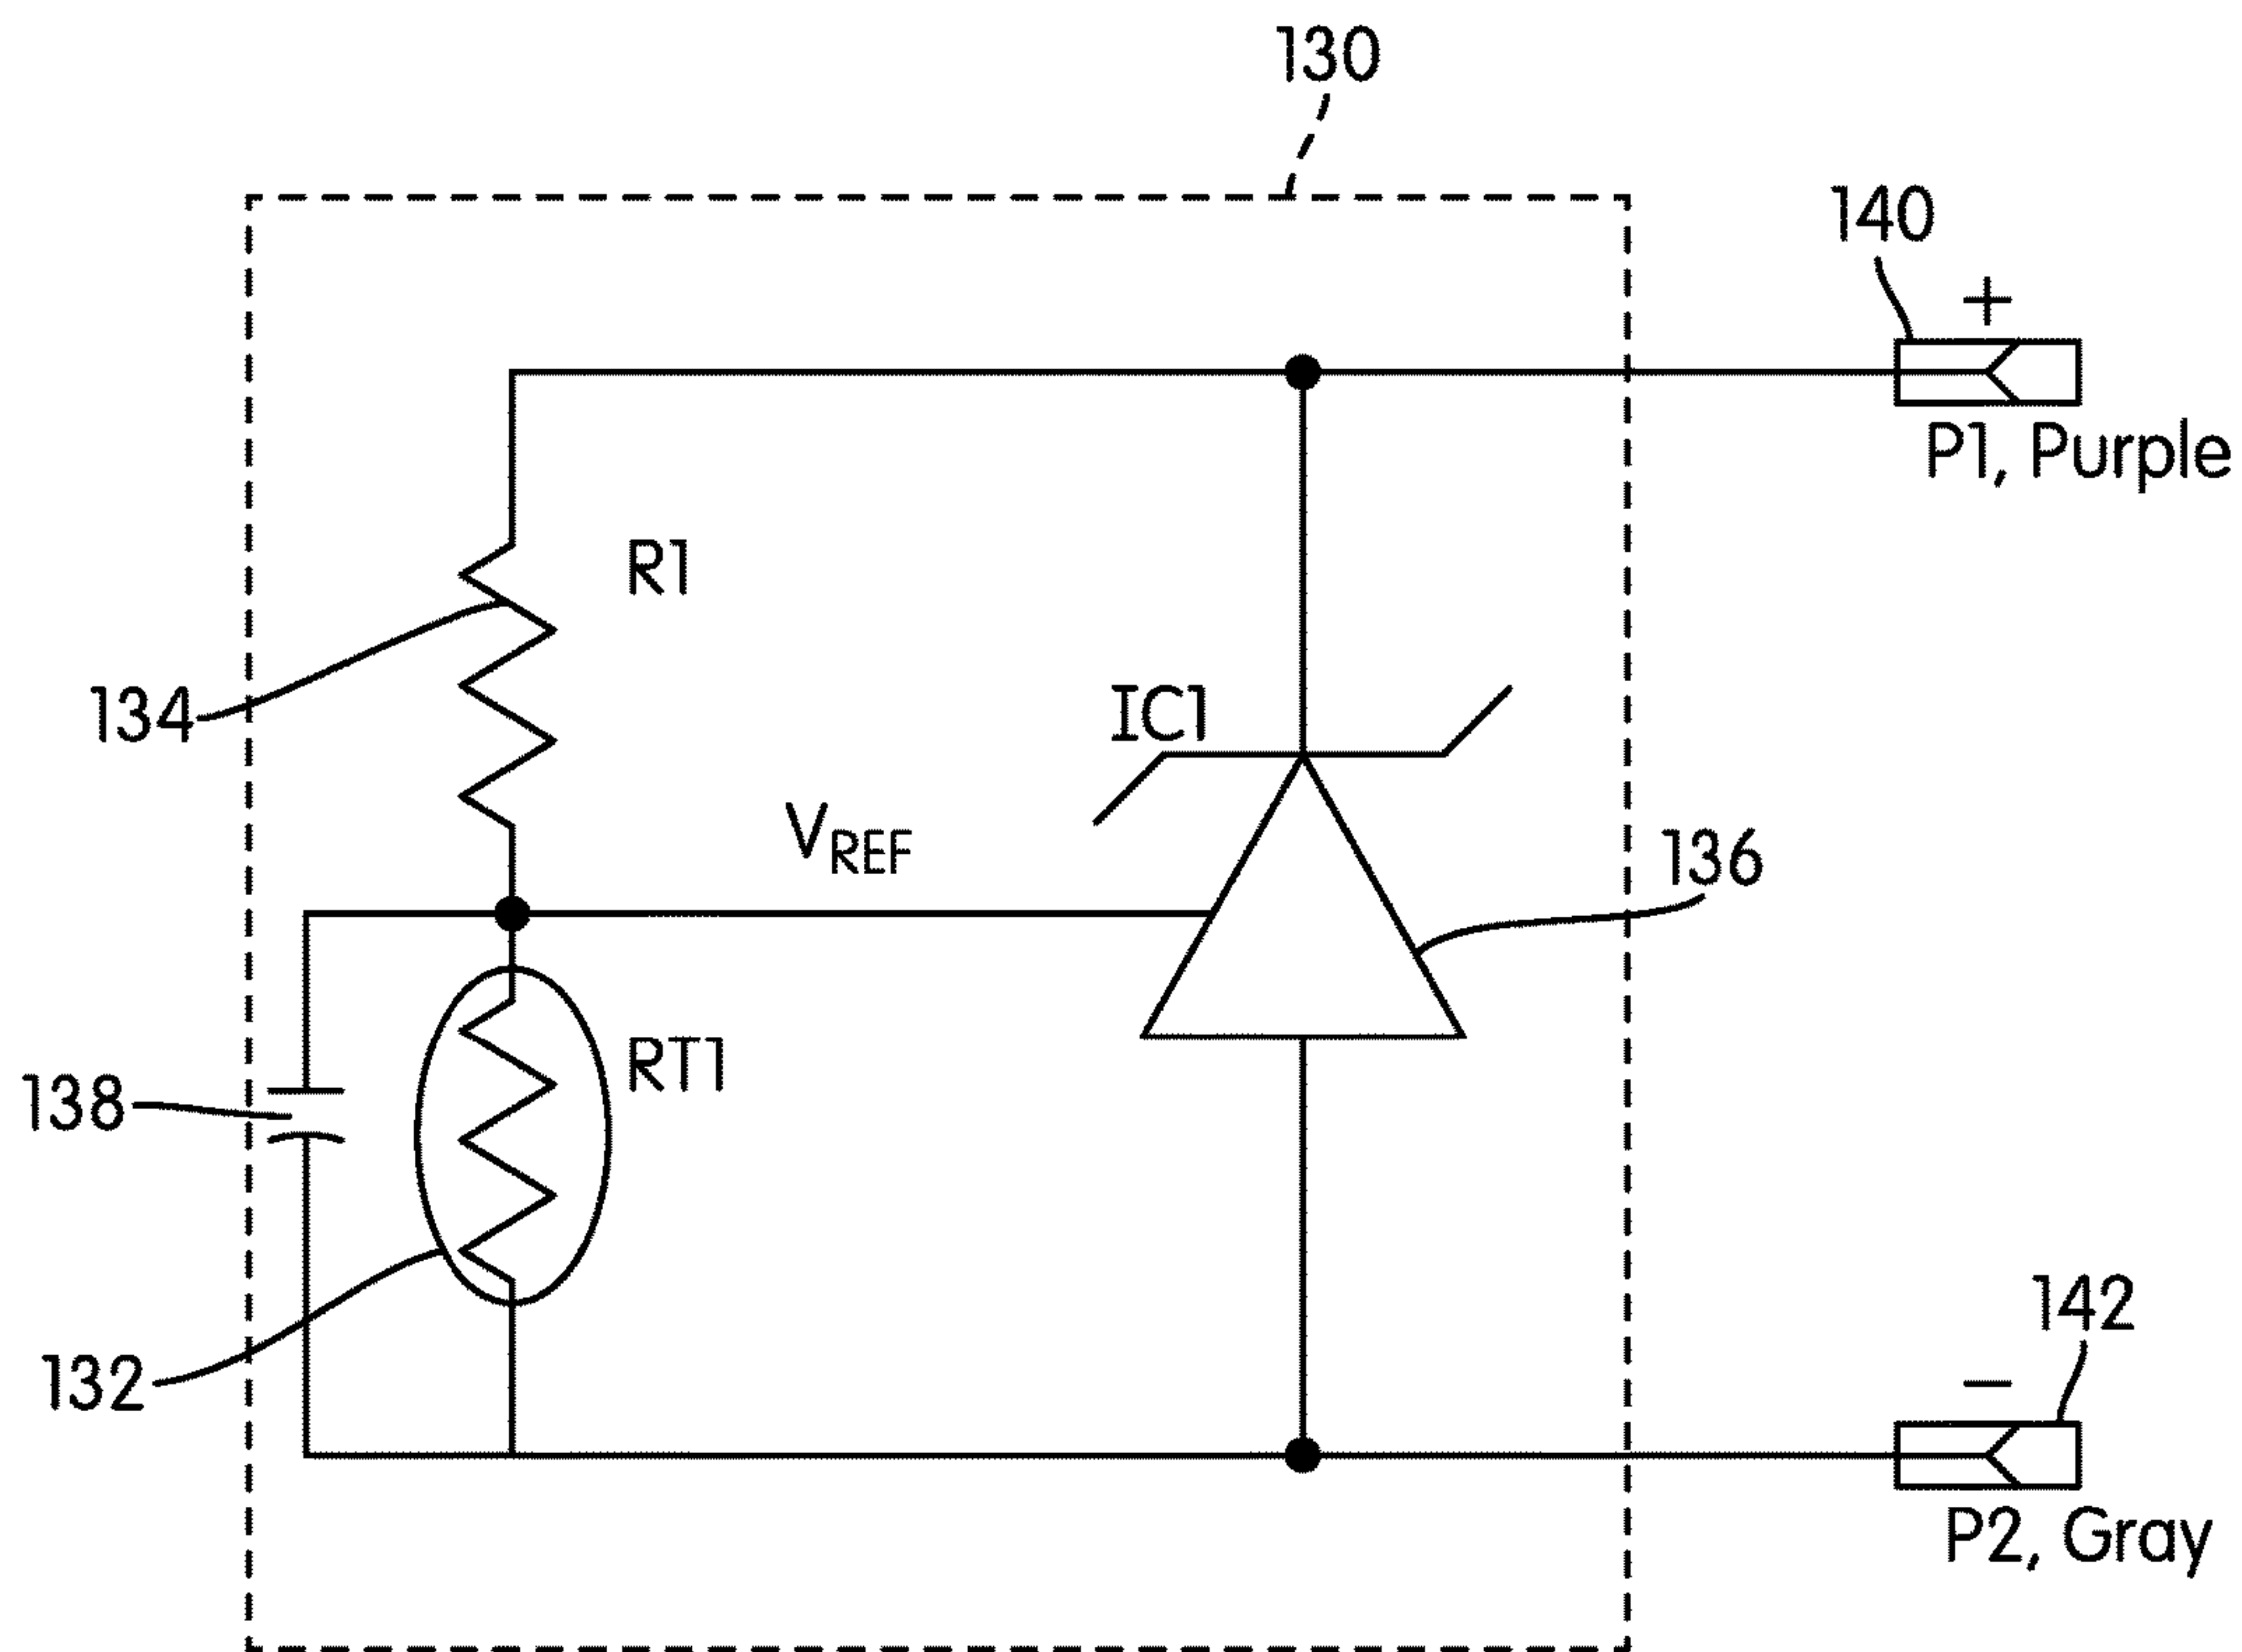 130
140
+
P1, Purple
R1
134
IC1
VREF
136
RT1
138
142
132
−
P2, Gray